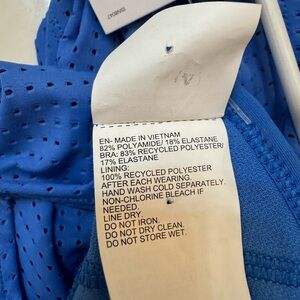 EN- MADE IN VIETNAM
82% POLYAMIDE/ 18% ELASTANE
BRA: 83% RECYCLED POLYESTER/
17% ELASTANE
LINING:
100% RECYCLED POLYESTER
AFTER EACH WEARING.
HAND WASH COLD SEPARATELY.
NON-CHLORINE BLEACH IF
NEEDED.
LINE DRY.
DO NOT IRON.
DO NOT DRY CLEAN.
DO NOT STORE WET.